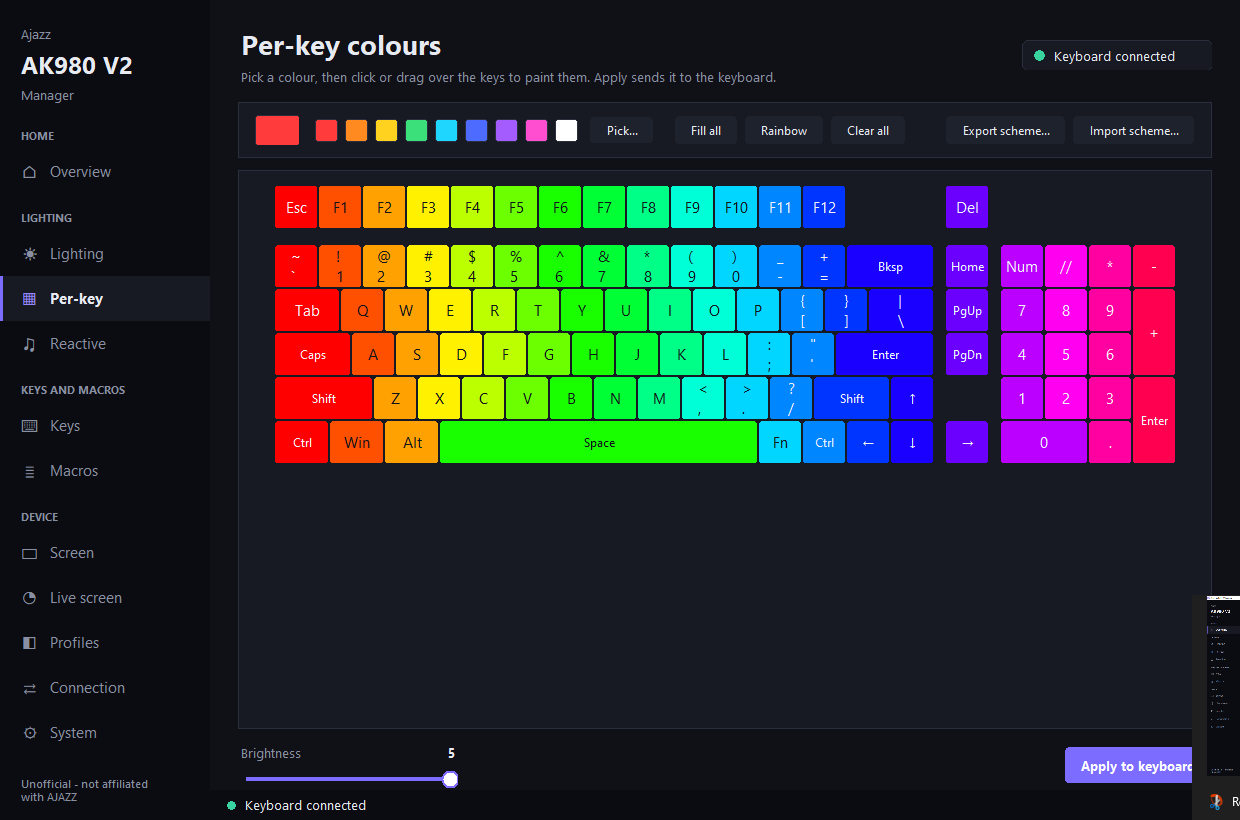 Ajazz
AK980 V2
Manager
HOME
Overview
LIGHTING
Lighting
Per-key
Reactive
KEYS AND MACROS
Keys
Macros
DEVICE
Screen
Live screen
Profiles
Connection
System
Unofficial - not affiliated
with AJAZZ
Per-key colours
Pick a colour, then click or drag over the keys to paint them. Apply sends it to the keyboard.
Keyboard connected
Pick... Fill all Rainbow Clear all Export scheme... Import scheme...
Esc F1 F2 F3 F4 F5 F6 F7 F8 F9 F10 F11 F12 Del
~ ! @ # $ % ^ & * ( ) _ +
` 1 2 3 4 5 6 7 8 9 0 - = Bksp Home Num // * -
Tab Q W E R T Y U I O P { [ } ] | \ PgUp 7 8 9 +
Caps A S D F G H J K L : ; " ' Enter PgDn 4 5 6
Shift Z X C V B N M < , > . ? / Shift ↑ 1 2 3 Enter
Ctrl Win Alt Space Fn Ctrl ← ↓ → 0 .
Brightness 5
Apply to keyboard
Keyboard connected